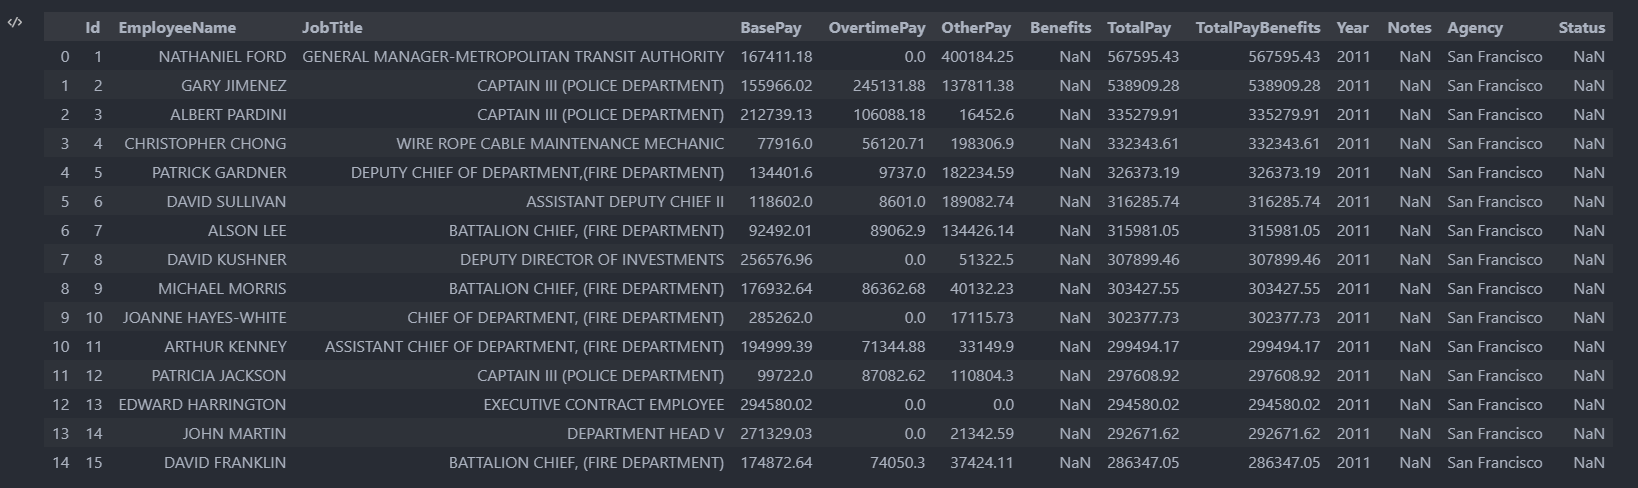 </>
Id EmployeeName JobTitle BasePay OvertimePay OtherPay Benefits TotalPay TotalPayBenefits Year Notes Agency Status
0 1 NATHANIEL FORD GENERAL MANAGER-METROPOLITAN TRANSIT AUTHORITY 167411.18 0.0 400184.25 NaN 567595.43 567595.43 2011 NaN San Francisco NaN
1 2 GARY JIMENEZ CAPTAIN III (POLICE DEPARTMENT) 155966.02 245131.88 137811.38 NaN 538909.28 538909.28 2011 NaN San Francisco NaN
2 3 ALBERT PARDINI CAPTAIN III (POLICE DEPARTMENT) 212739.13 106088.18 16452.6 NaN 335279.91 335279.91 2011 NaN San Francisco NaN
3 4 CHRISTOPHER CHONG WIRE ROPE CABLE MAINTENANCE MECHANIC 77916.0 56120.71 198306.9 NaN 332343.61 332343.61 2011 NaN San Francisco NaN
4 5 PATRICK GARDNER DEPUTY CHIEF OF DEPARTMENT,(FIRE DEPARTMENT) 134401.6 9737.0 182234.59 NaN 326373.19 326373.19 2011 NaN San Francisco NaN
5 6 DAVID SULLIVAN ASSISTANT DEPUTY CHIEF II 118602.0 8601.0 189082.74 NaN 316285.74 316285.74 2011 NaN San Francisco NaN
6 7 ALSON LEE BATTALION CHIEF, (FIRE DEPARTMENT) 92492.01 89062.9 134426.14 NaN 315981.05 315981.05 2011 NaN San Francisco NaN
7 8 DAVID KUSHNER DEPUTY DIRECTOR OF INVESTMENTS 256576.96 0.0 51322.5 NaN 307899.46 307899.46 2011 NaN San Francisco NaN
8 9 MICHAEL MORRIS BATTALION CHIEF, (FIRE DEPARTMENT) 176932.64 86362.68 40132.23 NaN 303427.55 303427.55 2011 NaN San Francisco NaN
9 10 JOANNE HAYES-WHITE CHIEF OF DEPARTMENT, (FIRE DEPARTMENT) 285262.0 0.0 17115.73 NaN 302377.73 302377.73 2011 NaN San Francisco NaN
10 11 ARTHUR KENNEY ASSISTANT CHIEF OF DEPARTMENT, (FIRE DEPARTMENT) 194999.39 71344.88 33149.9 NaN 299494.17 299494.17 2011 NaN San Francisco NaN
11 12 PATRICIA JACKSON CAPTAIN III (POLICE DEPARTMENT) 99722.0 87082.62 110804.3 NaN 297608.92 297608.92 2011 NaN San Francisco NaN
12 13 EDWARD HARRINGTON EXECUTIVE CONTRACT EMPLOYEE 294580.02 0.0 0.0 NaN 294580.02 294580.02 2011 NaN San Francisco NaN
13 14 JOHN MARTIN DEPARTMENT HEAD V 271329.03 0.0 21342.59 NaN 292671.62 292671.62 2011 NaN San Francisco NaN
14 15 DAVID FRANKLIN BATTALION CHIEF, (FIRE DEPARTMENT) 174872.64 74050.3 37424.11 NaN 286347.05 286347.05 2011 NaN San Francisco NaN